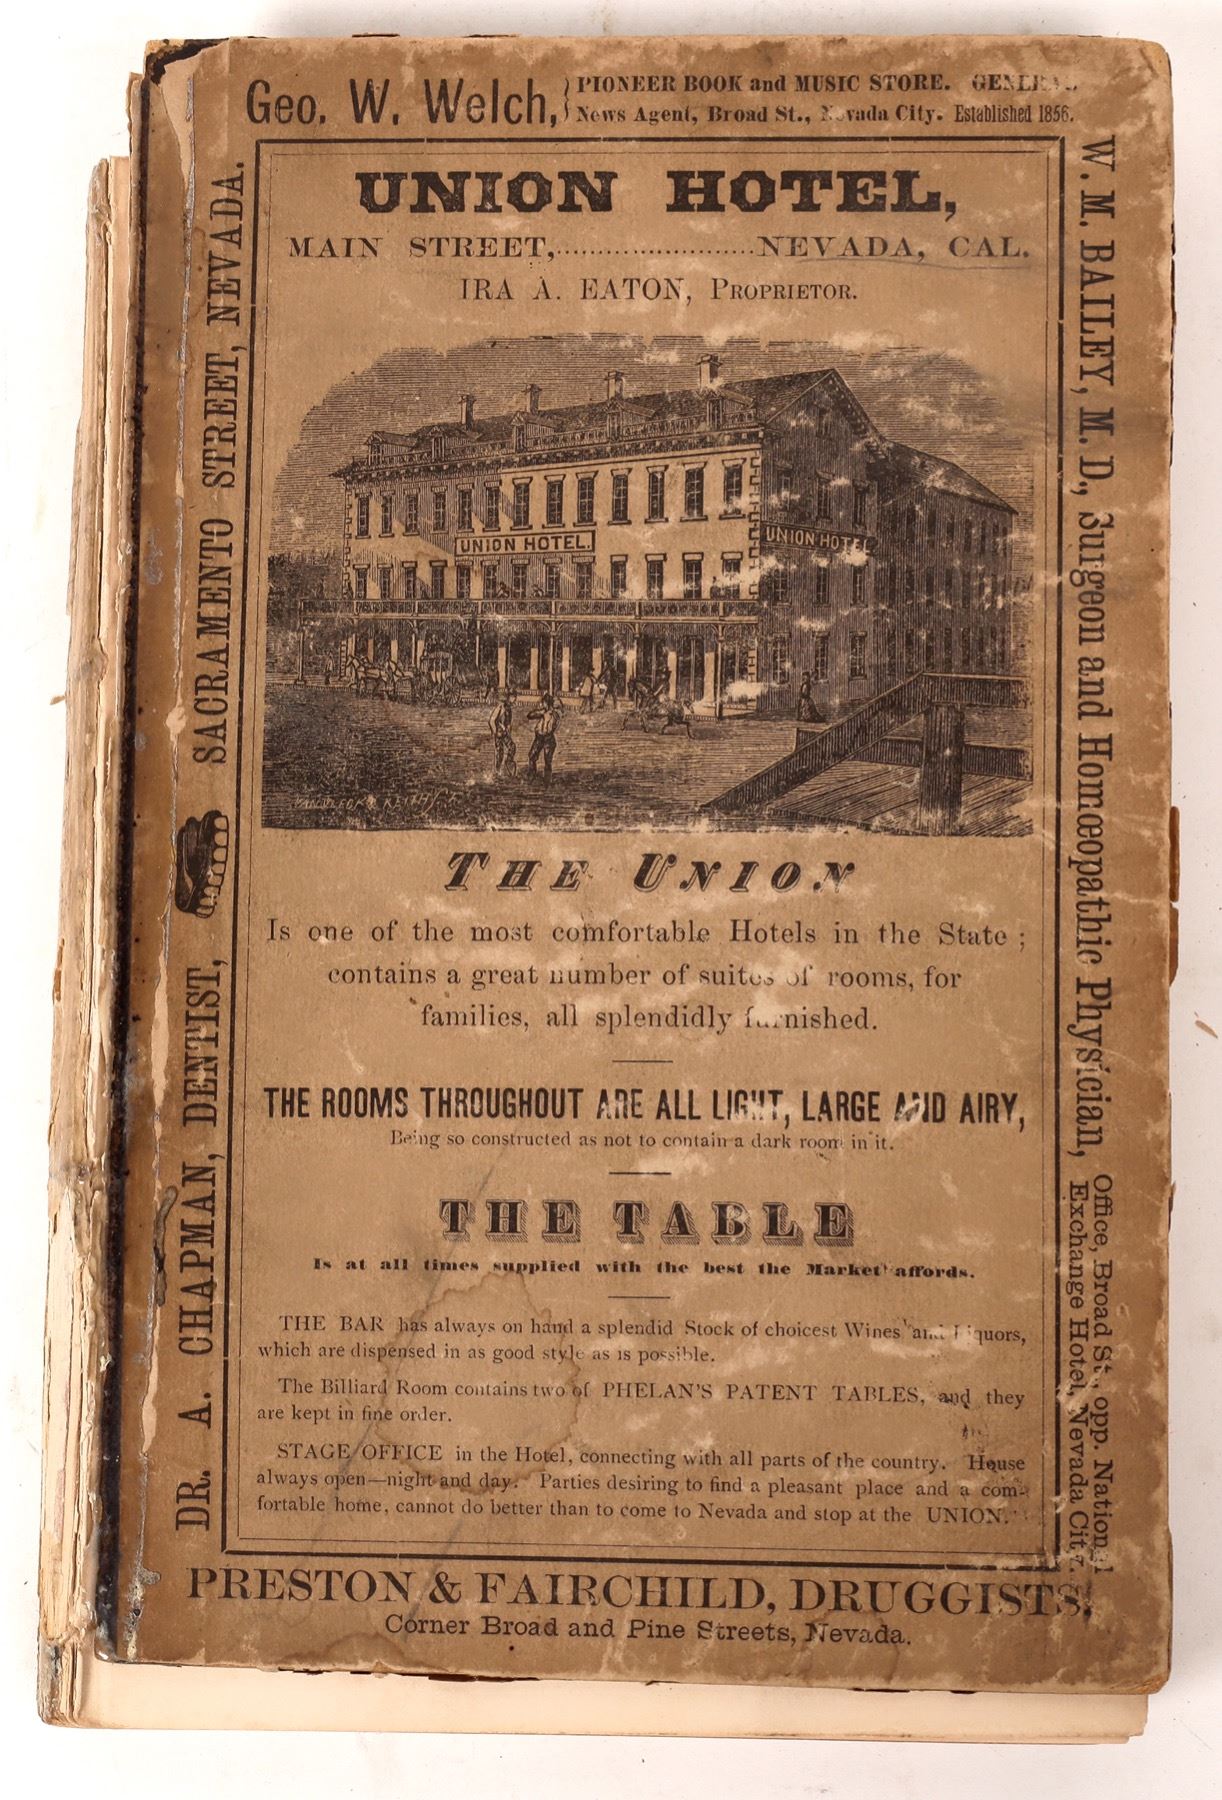 Geo. W. Welch,
PIONEER BOOK and MUSIC STORE. GENERAL
News Agent, Broad St., Nevada City. Established 1856.
UNION HOTEL,
MAIN STREET,........................NEVADA, CAL.
IRA A. EATON, PROPRIETOR.
UNION HOTEL.
UNION HOTEL
THE UNION
Is one of the most comfortable Hotels in the State ;
contains a great number of suites of rooms, for
families, all splendidly furnished.
THE ROOMS THROUGHOUT ARE ALL LIGHT, LARGE AND AIRY,
Being so constructed as not to contain a dark room in it.
THE TABLE
Is at all times supplied with the best the Market affords.
THE BAR has always on hand a splendid Stock of choicest Wines and Liquors,
which are dispensed in as good style as is possible.
The Billiard Room contains two of PHELAN'S PATENT TABLES, and they
are kept in fine order.
STAGE OFFICE in the Hotel, connecting with all parts of the country. House
always open—night and day. Parties desiring to find a pleasant place and a com-
fortable home, cannot do better than to come to Nevada and stop at the UNION.
DR. A. CHAPMAN, DENTIST, SACRAMENTO STREET, NEVADA.
W. M. BAILEY, M. D., Surgeon and Homœopathic Physician,
Office, Broad St., opp. National
Exchange Hotel, Nevada City.
PRESTON & FAIRCHILD, DRUGGISTS,
Corner Broad and Pine Streets, Nevada.